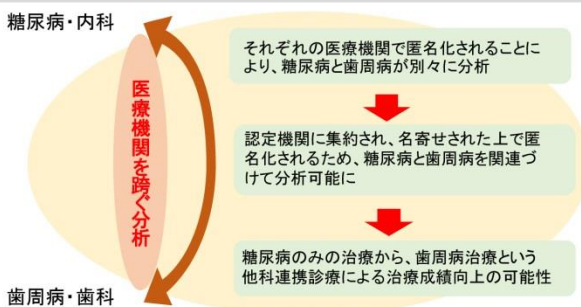 糖尿病・内科
医療機関を跨ぐ分析
歯周病・歯科
それぞれの医療機関で匿名化されることに
より、糖尿病と歯周病が別々に分析
認定機関に集約され、名寄せされた上で匿
名化されるため、糖尿病と歯周病を関連づ
けて分析可能に
糖尿病のみの治療から、歯周病治療という
他科連携診療による治療成績向上の可能性